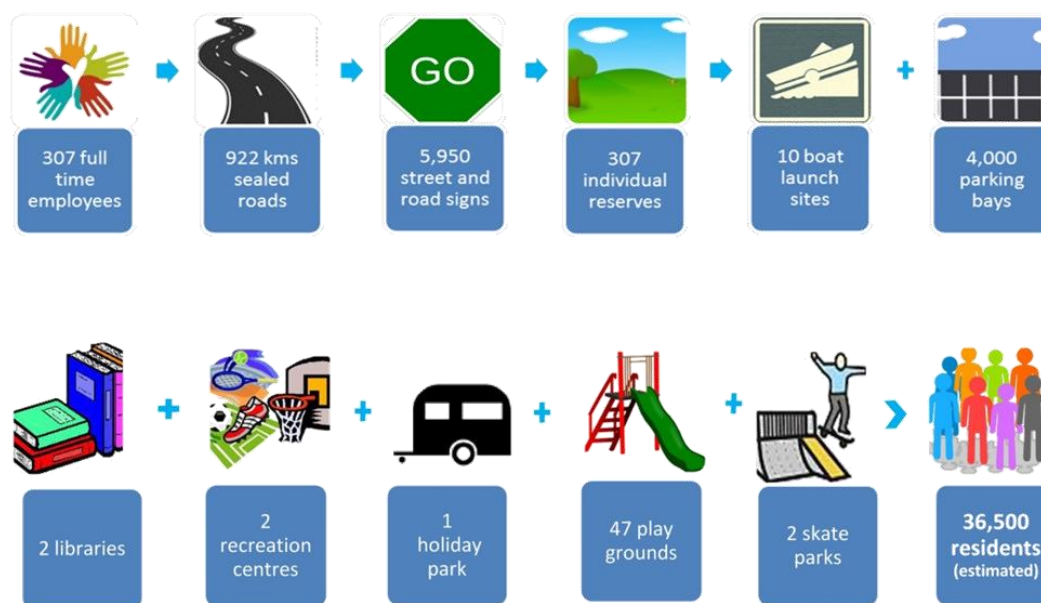 GO
307 full
time
employees
922 kms
sealed
roads
5,950
street and
road signs
307
individual
reserves
10 boat
launch
sites
4,000
parking
bays
2 libraries
2
recreation
centres
1
holiday
park
47 play
grounds
2 skate
parks
36,500
residents
(estimated)